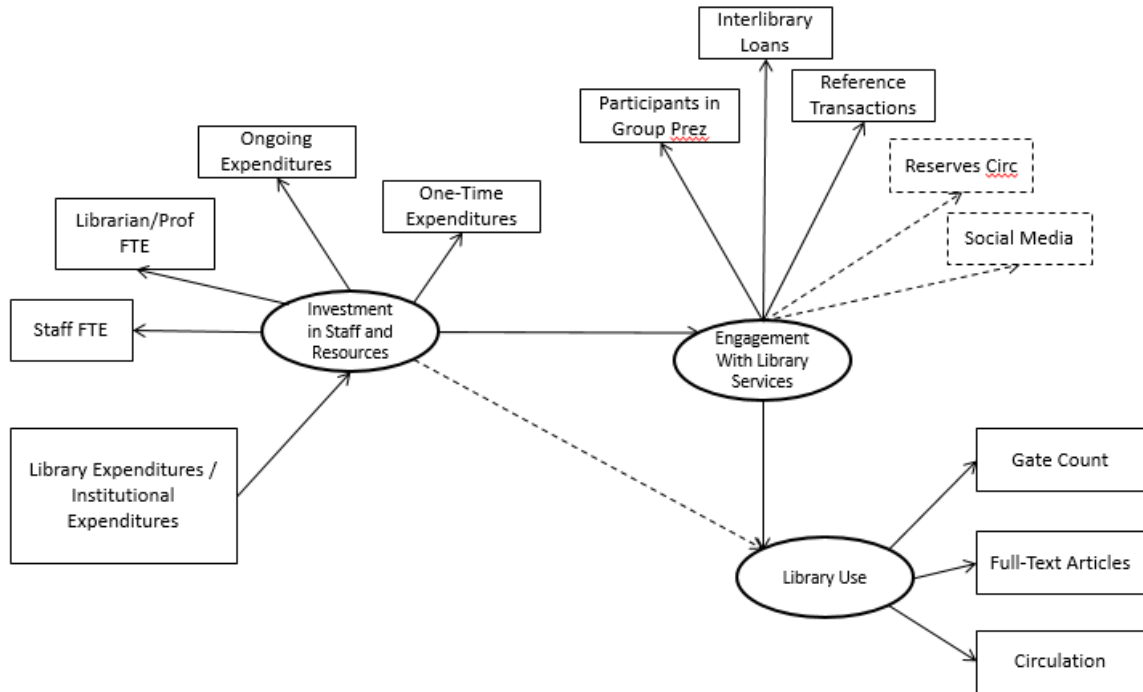 Interlibrary
Loans
Reference
Transactions
Participants in
Group Prez
Ongoing
Expenditures
Reserves Circ
One-Time
Expenditures
Librarian/Prof
FTE
Social Media
Staff FTE
Investment
in Staff and
Resources
Engagement
With Library
Services
Library Expenditures /
Institutional
Expenditures
Gate Count
Library Use
Full-Text Articles
Circulation